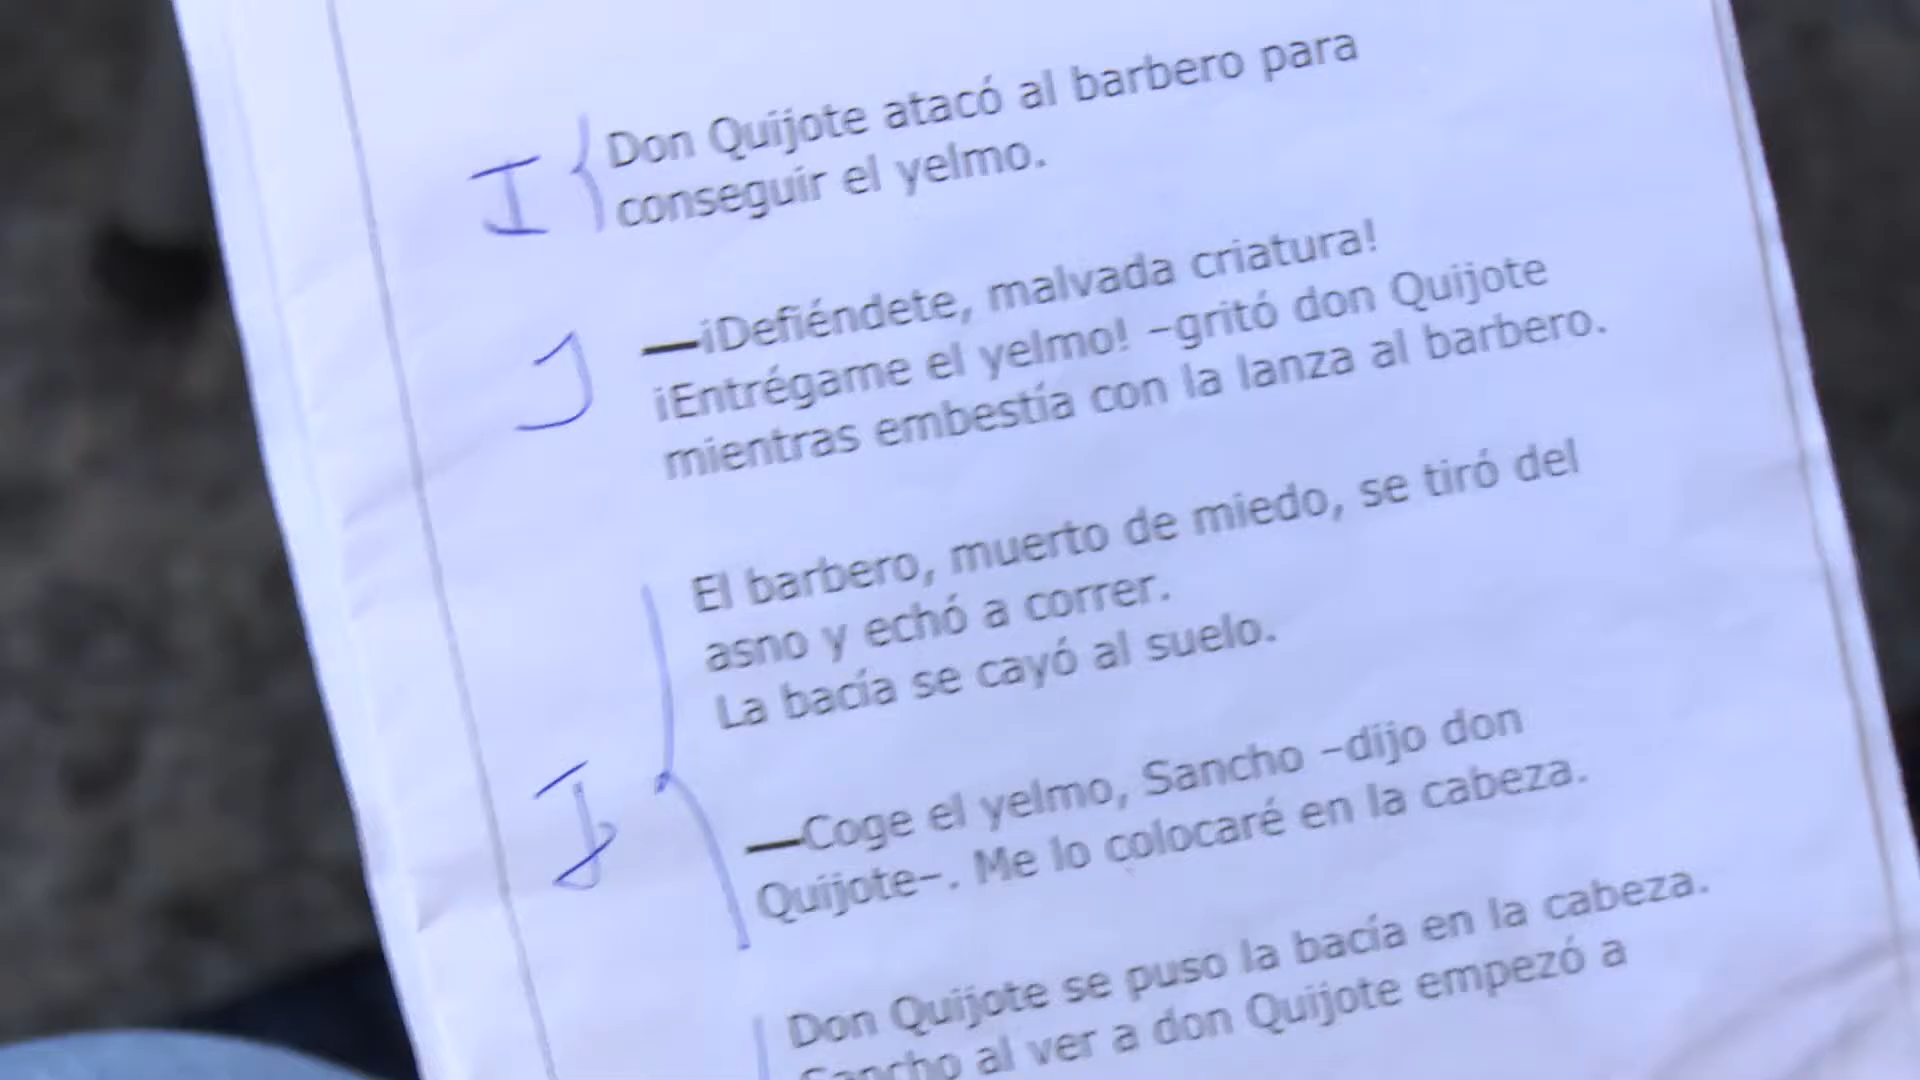 I
Don Quijote atacó al barbero para
conseguir el yelmo.
J
—¡Defiéndete, malvada criatura!
¡Entrégame el yelmo! –gritó don Quijote
mientras embestía con la lanza al barbero.
El barbero, muerto de miedo, se tiró del
asno y echó a correr.
La bacía se cayó al suelo.
—Coge el yelmo, Sancho –dijo don
Quijote–. Me lo colocaré en la cabeza.
Don Quijote se puso la bacía en la cabeza.
Sancho al ver a don Quijote empezó a